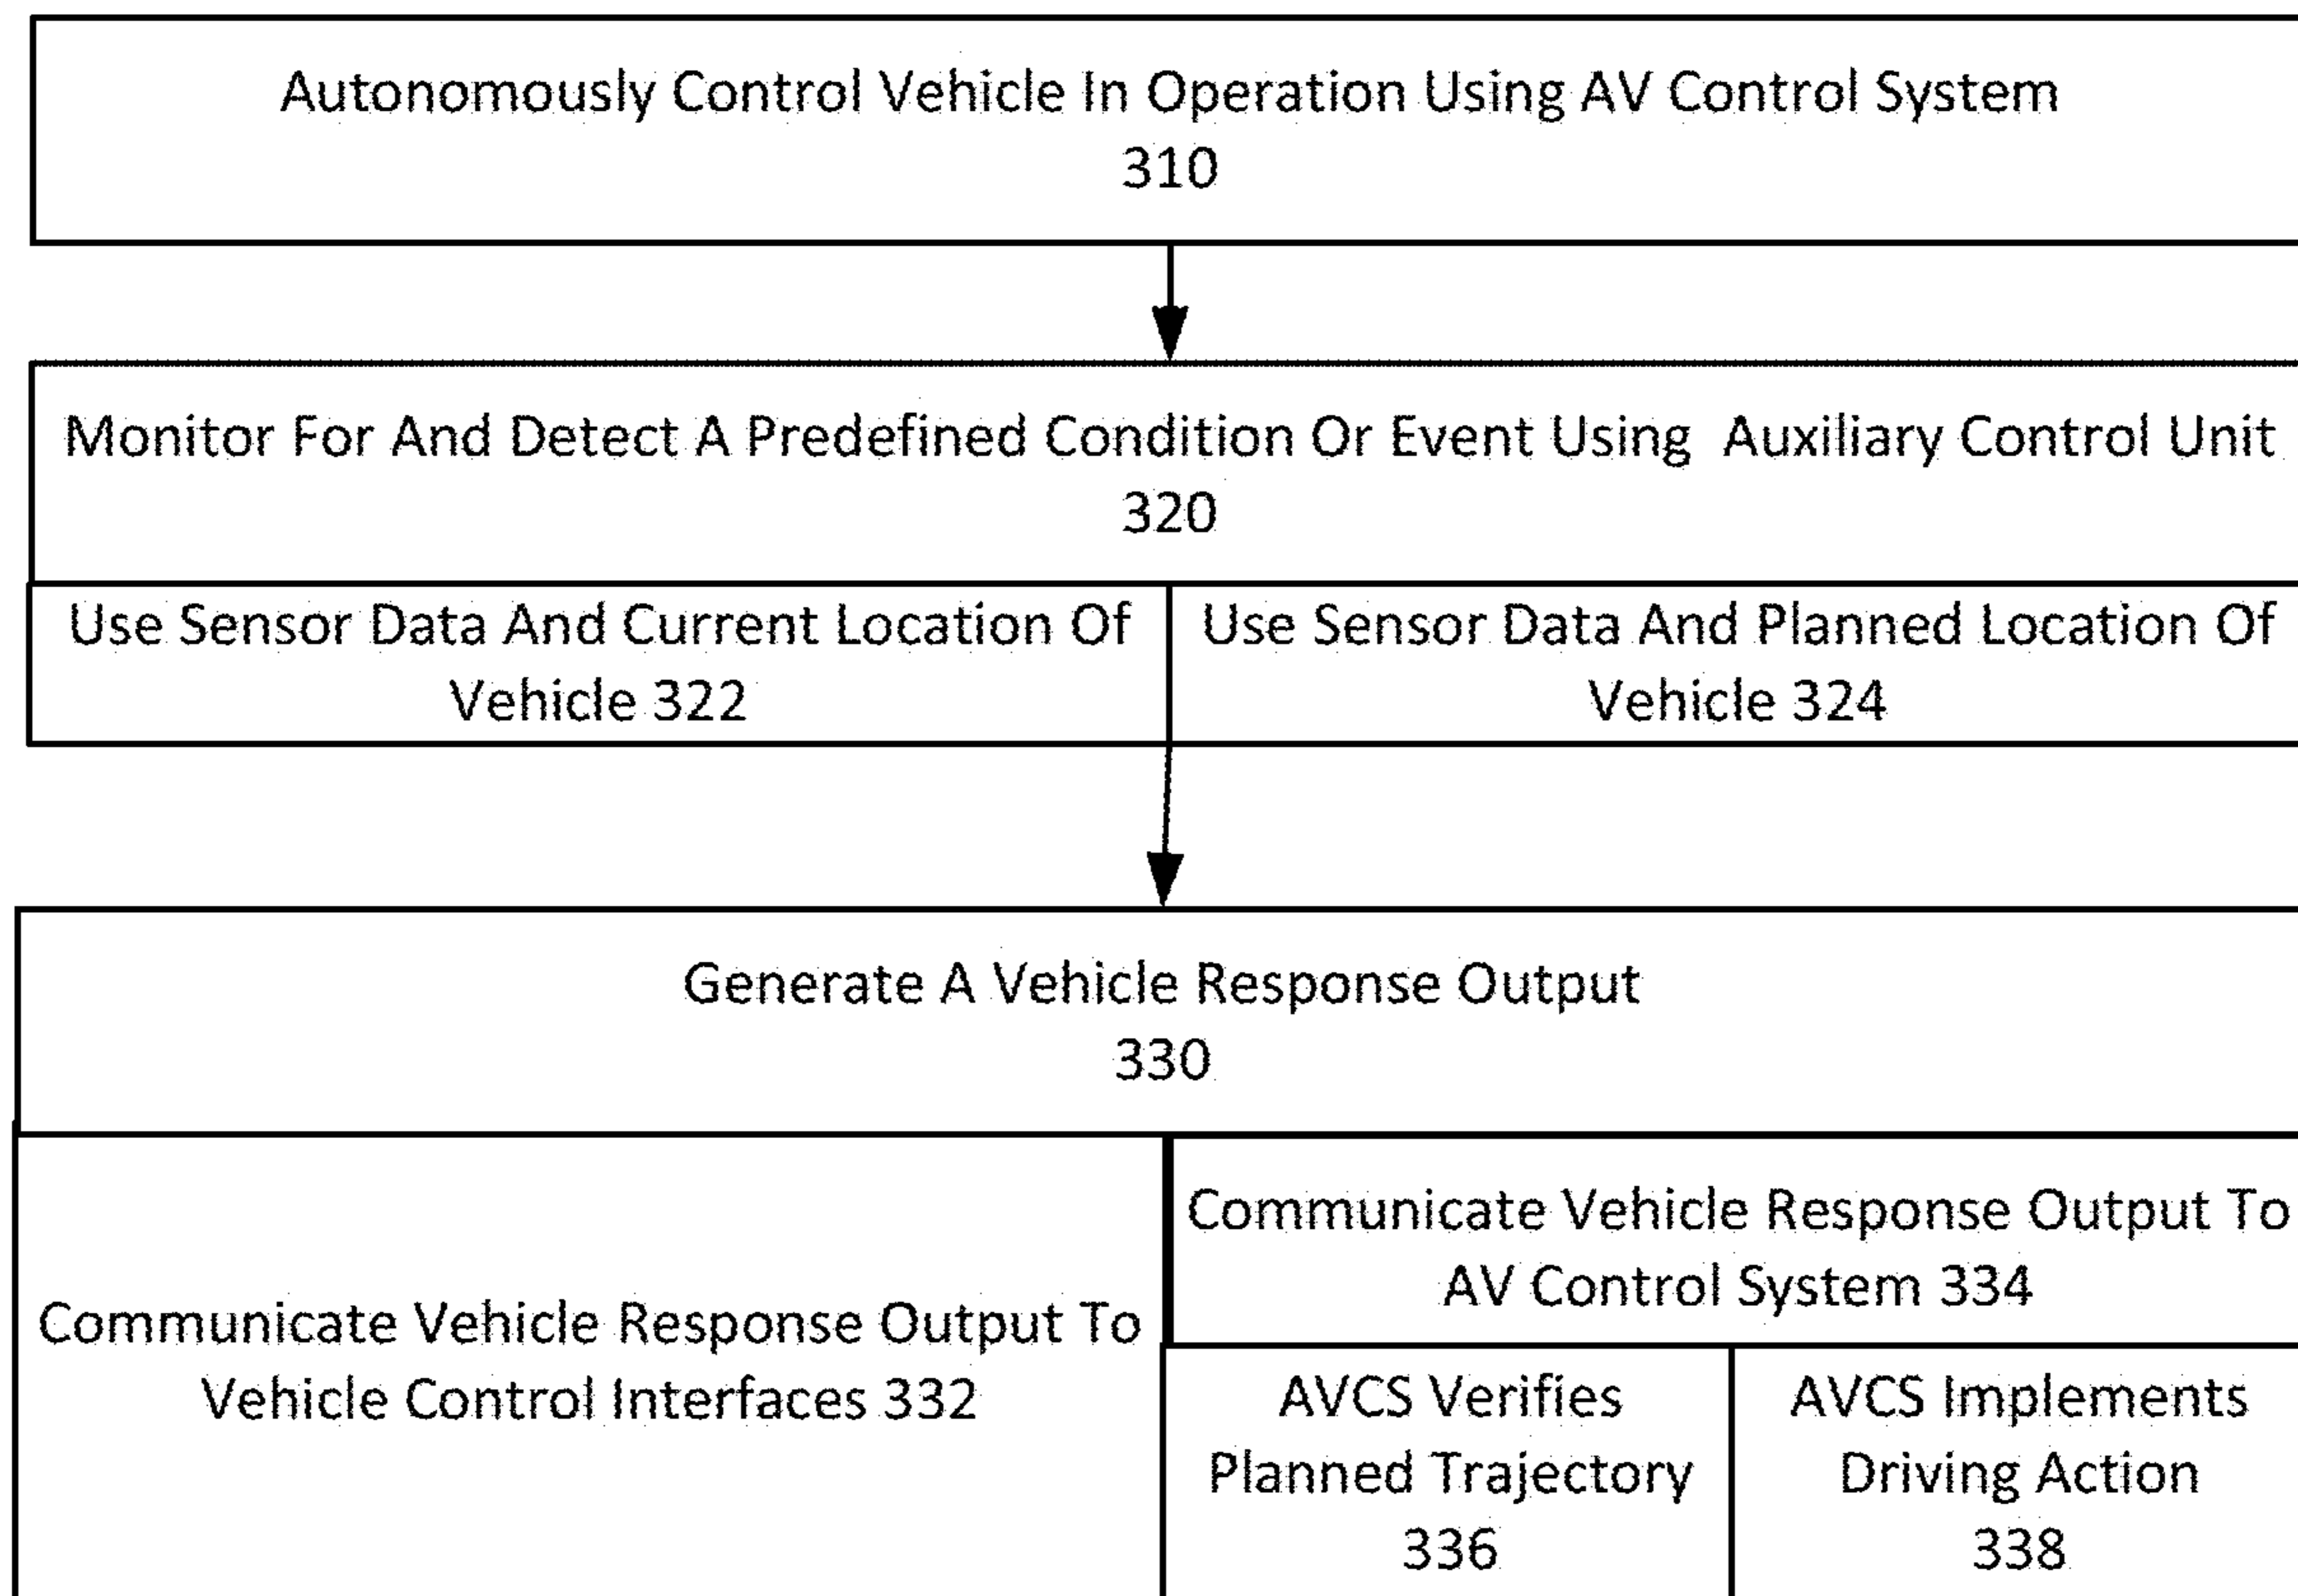 Autonomously Control Vehicle In Operation Using AV Control System
310
Monitor For And Detect A Predefined Condition Or Event Using Auxiliary Control Unit
320
Use Sensor Data And Current Location Of
Vehicle 322
Use Sensor Data And Planned Location Of
Vehicle 324
Generate A Vehicle Response Output
330
Communicate Vehicle Response Output To
Vehicle Control Interfaces 332
Communicate Vehicle Response Output To
AV Control System 334
AVCS Verifies
Planned Trajectory
336
AVCS Implements
Driving Action
338